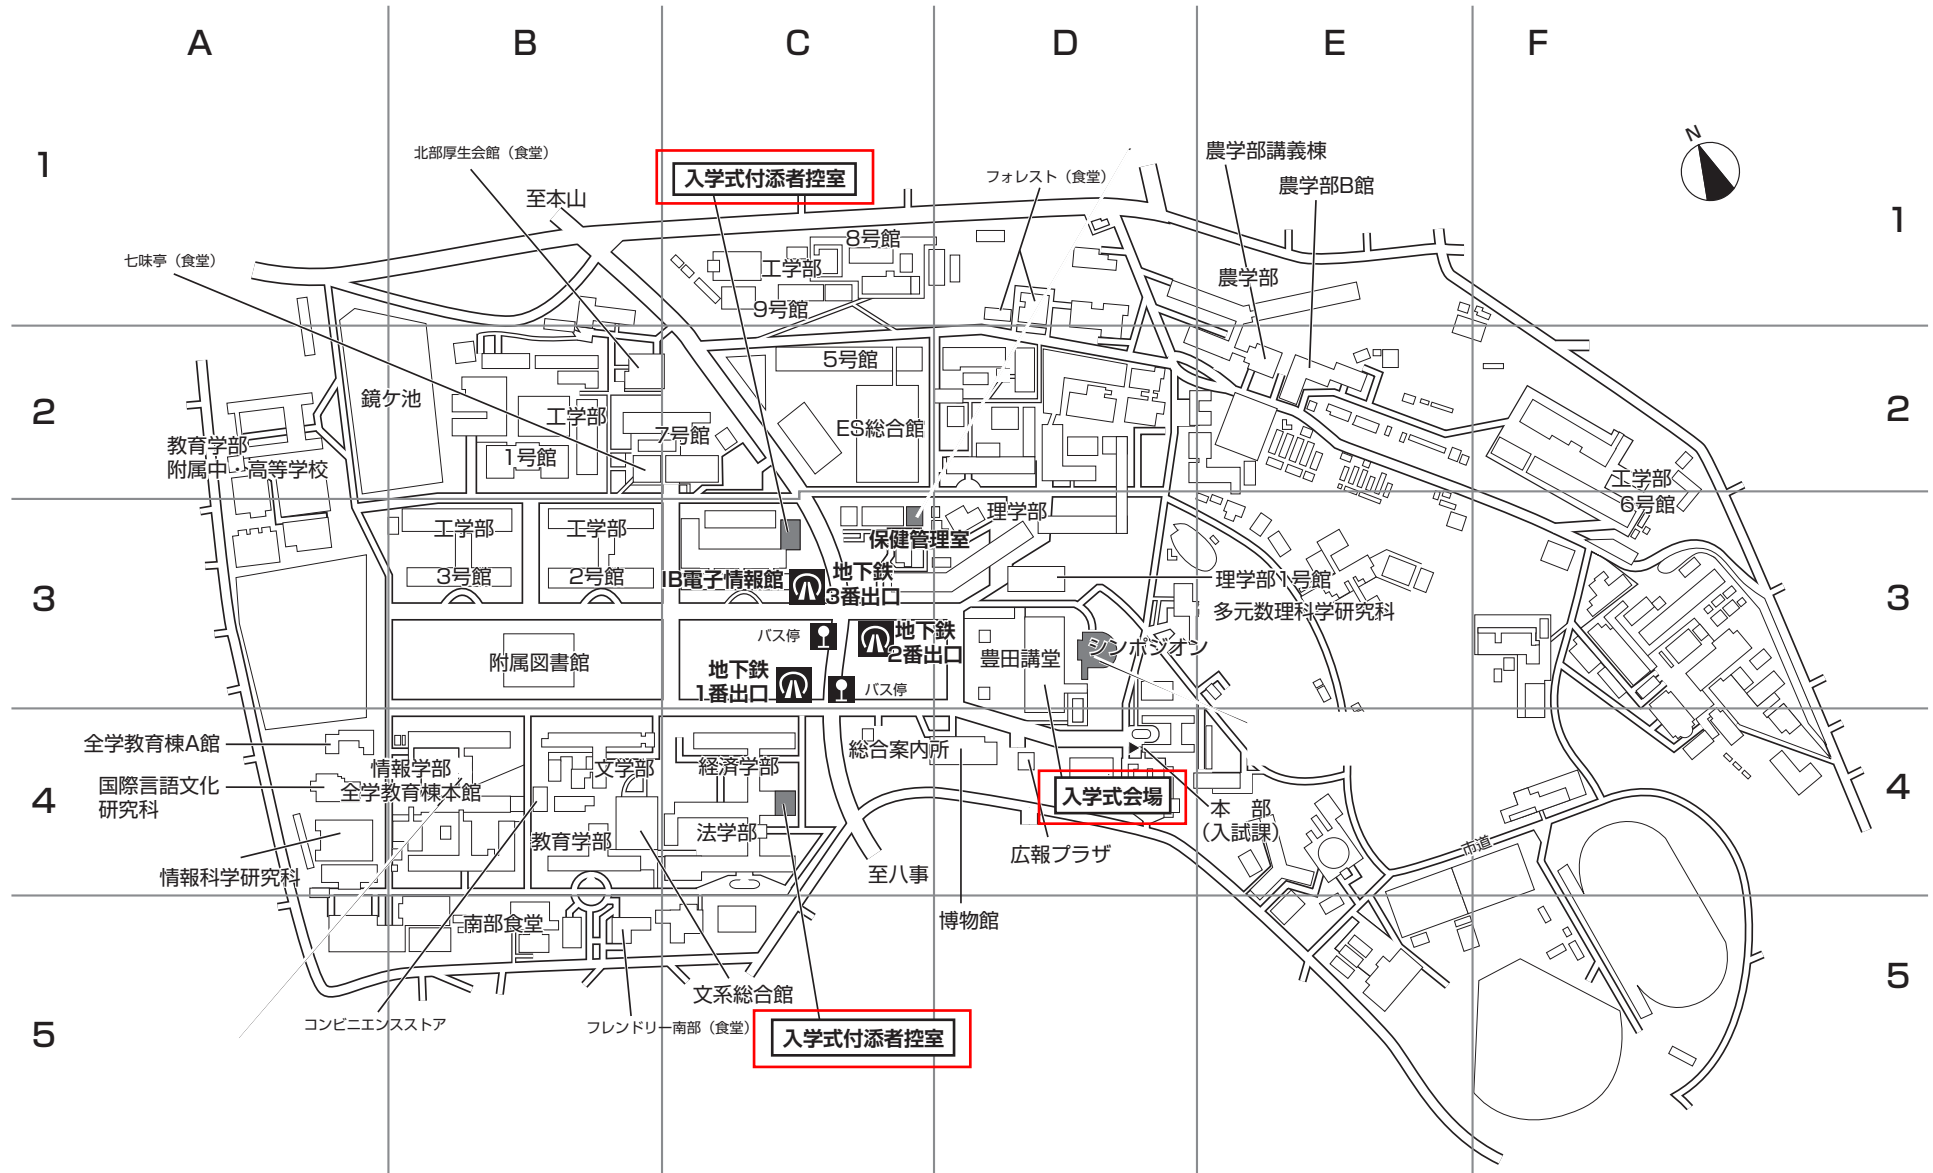 A
B
C
D
E
F
N
1
北部厚生会館（食堂）
入学式付添者控室
フォレスト（食堂）
農学部講義棟
農学部B館
至本山
1
七味亭（食堂）
8号館
工学部
9号館
農学部
2
鏡ケ池
5号館
2
工学部
7号館
ES総合館
1号館
教育学部
附属中・高等学校
工学部
6号館
3
工学部
3号館
工学部
2号館
IB電子情報館
地下鉄
3番出口
保健管理室
理学部
理学部1号館
多元数理科学研究科
3
バス停
地下鉄
2番出口
附属図書館
地下鉄
1番出口
バス停
豊田講堂
シンポジオン
4
全学教育棟A館
国際言語文化
研究科
情報学部
全学教育棟本館
文学部
経済学部
総合案内所
入学式会場
本　部
（入試課）
4
教育学部
法学部
広報プラザ
市道
情報科学研究科
至八事
博物館
南部食堂
5
文系総合館
コンビニエンスストア
フレンドリー南部（食堂）
入学式付添者控室
5